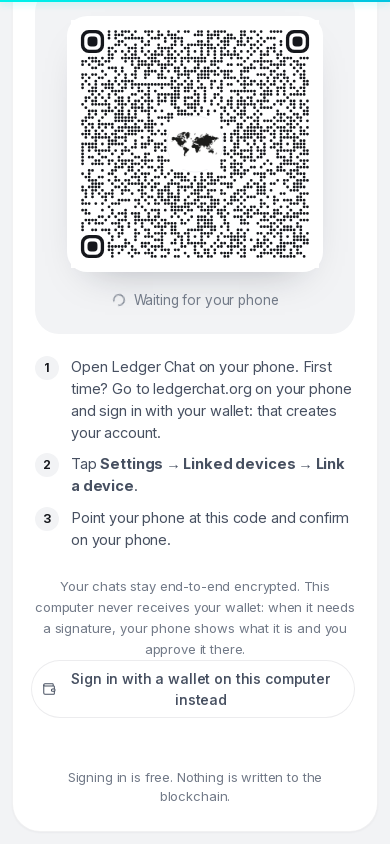 Waiting for your phone
1 Open Ledger Chat on your phone. First
time? Go to ledgerchat.org on your phone
and sign in with your wallet: that creates
your account.
2 Tap Settings → Linked devices → Link
a device.
3 Point your phone at this code and confirm
on your phone.
Your chats stay end-to-end encrypted. This
computer never receives your wallet: when it needs
a signature, your phone shows what it is and you
approve it there.
Sign in with a wallet on this computer
instead
Signing in is free. Nothing is written to the
blockchain.